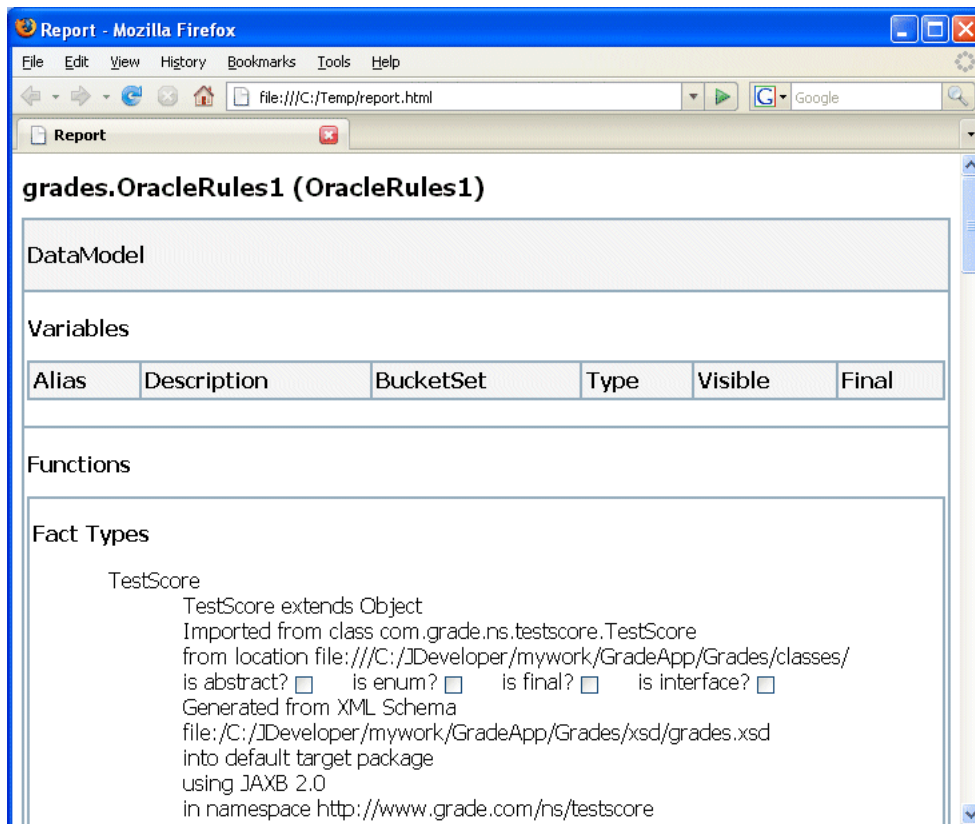 Report - Mozilla Firefox
File Edit View History Bookmarks Tools Help
file:///C:/Temp/report.html G Google
Report
grades.OracleRules1 (OracleRules1)
DataModel
Variables
Alias Description BucketSet Type Visible Final
Functions
Fact Types
TestScore
TestScore extends Object
Imported from class com.grade.ns.testscore.TestScore
from location file:///C:/JDeveloper/mywork/GradeApp/Grades/classes/
is abstract? is enum? is final? is interface?
Generated from XML Schema
file:/C:/JDeveloper/mywork/GradeApp/Grades/xsd/grades.xsd
into default target package
using JAXB 2.0
in namespace http://www.grade.com/ns/testscore